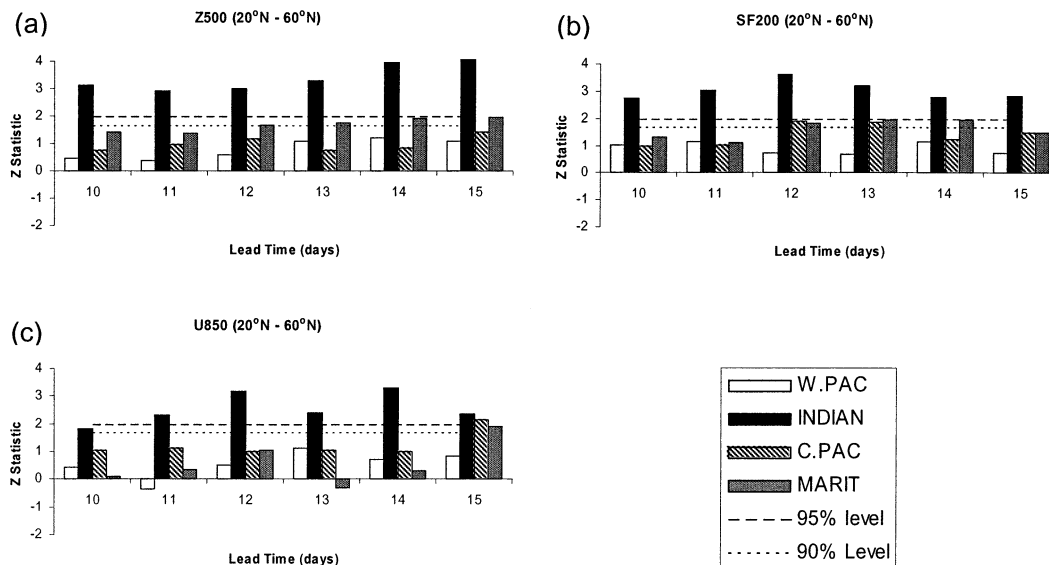 (a)
Z500 (20°N - 60°N)
4
3
2
1
0
-1
-2
Z Statistic
10 11 12 13 14 15
Lead Time (days)
(b)
SF200 (20°N - 60°N)
4
3
2
1
0
-1
-2
Z Statistic
10 11 12 13 14 15
Lead Time (days)
(c)
U850 (20°N - 60°N)
4
3
2
1
0
-1
-2
Z Statistic
10 11 12 13 14 15
Lead Time (days)
W.PAC
INDIAN
C.PAC
MARIT
95% level
90% Level